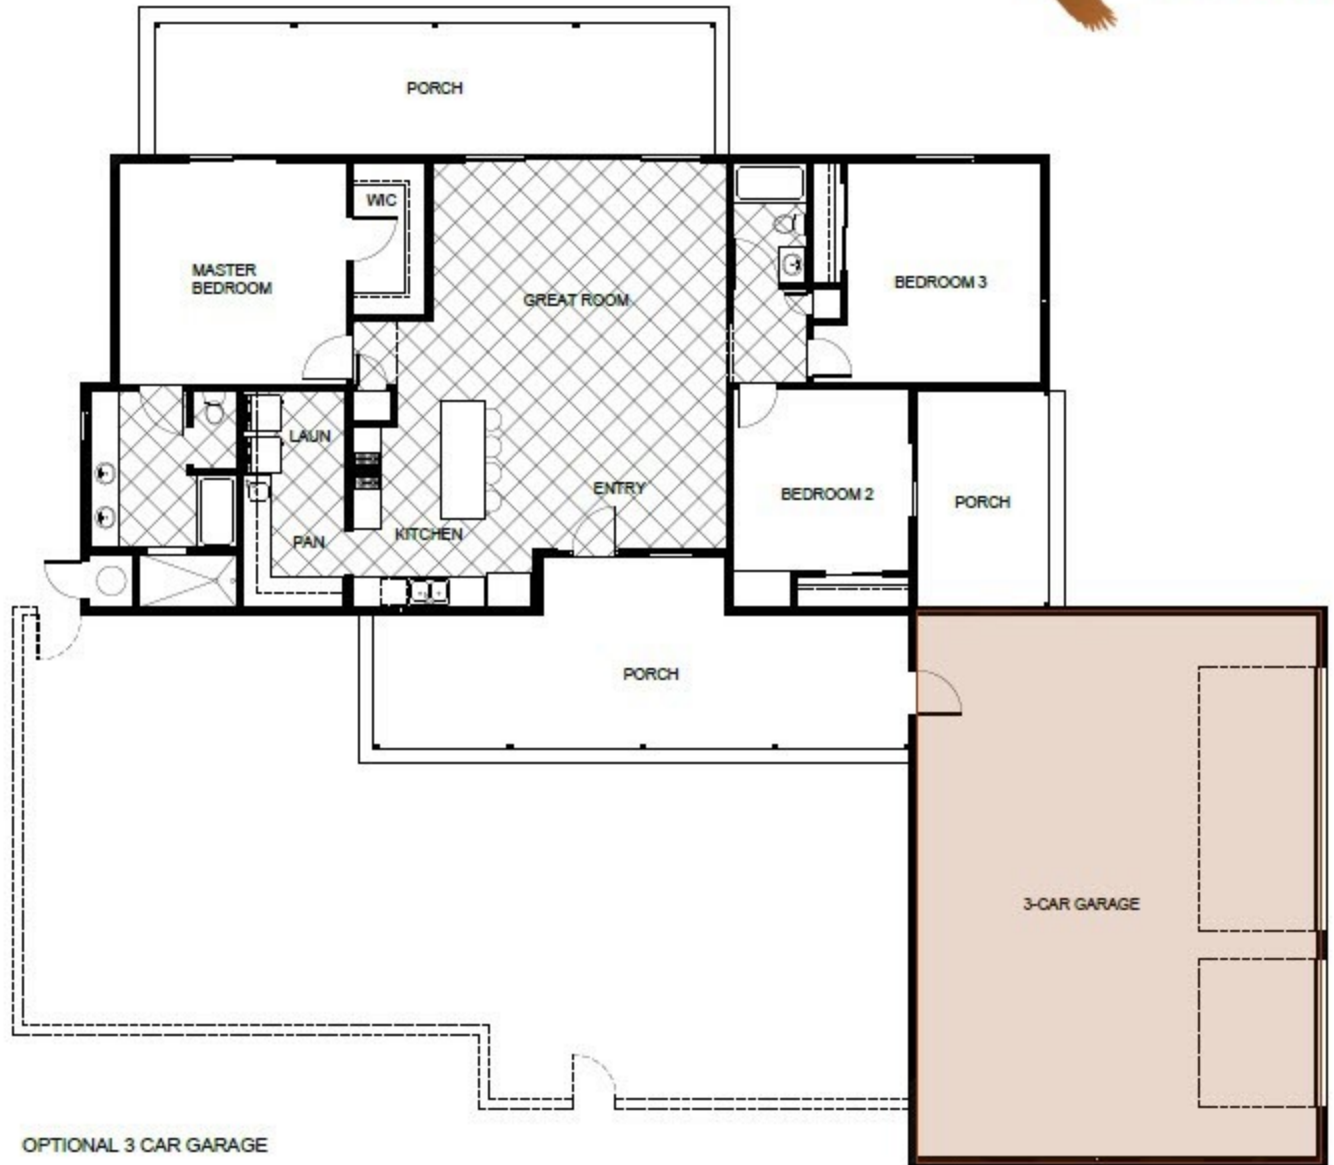 PORCH
WIC
MASTER
BEDROOM
GREAT ROOM
BEDROOM 3
LAUN
ENTRY
BEDROOM 2
PORCH
PAN
KITCHEN
PORCH
3-CAR GARAGE
OPTIONAL 3 CAR GARAGE